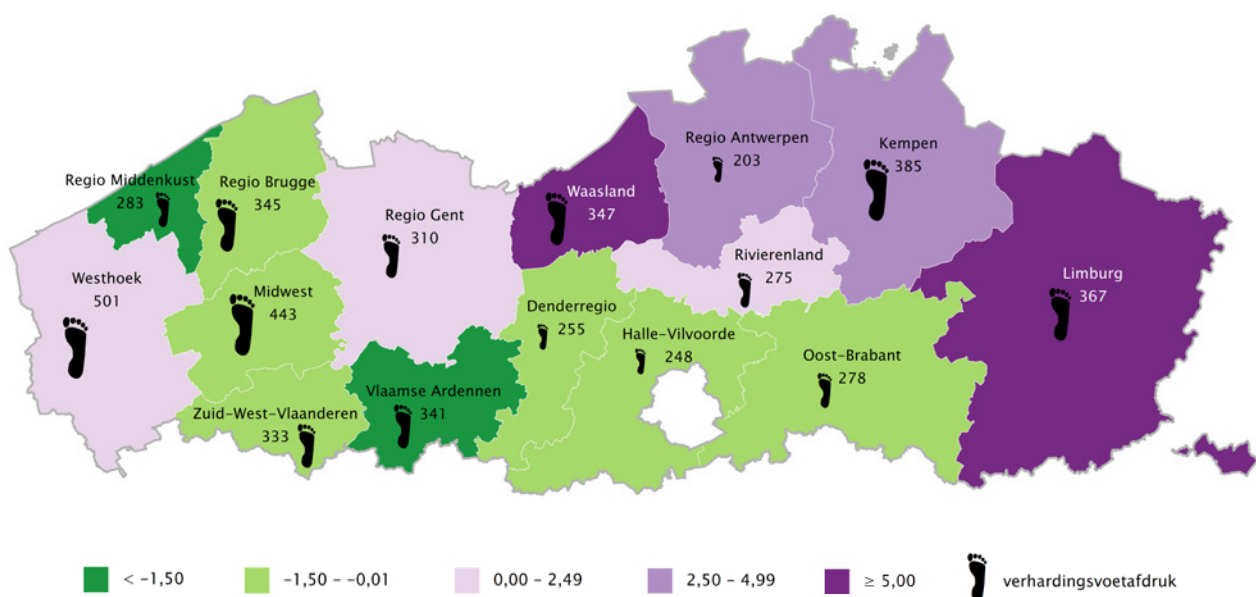 Regio Middenkust
283
Regio Brugge
345
Regio Gent
310
Waasland
347
Regio Antwerpen
203
Kempen
385
Westhoek
501
Midwest
443
Denderregio
255
Rivierenland
275
Limburg
367
Halle-Vilvoorde
248
Oost-Brabant
278
Zuid-West-Vlaanderen
333
Vlaamse Ardennen
341
< -1,50
-1,50 - -0,01
0,00 - 2,49
2,50 - 4,99
≥ 5,00
verhardingsvoetafdruk